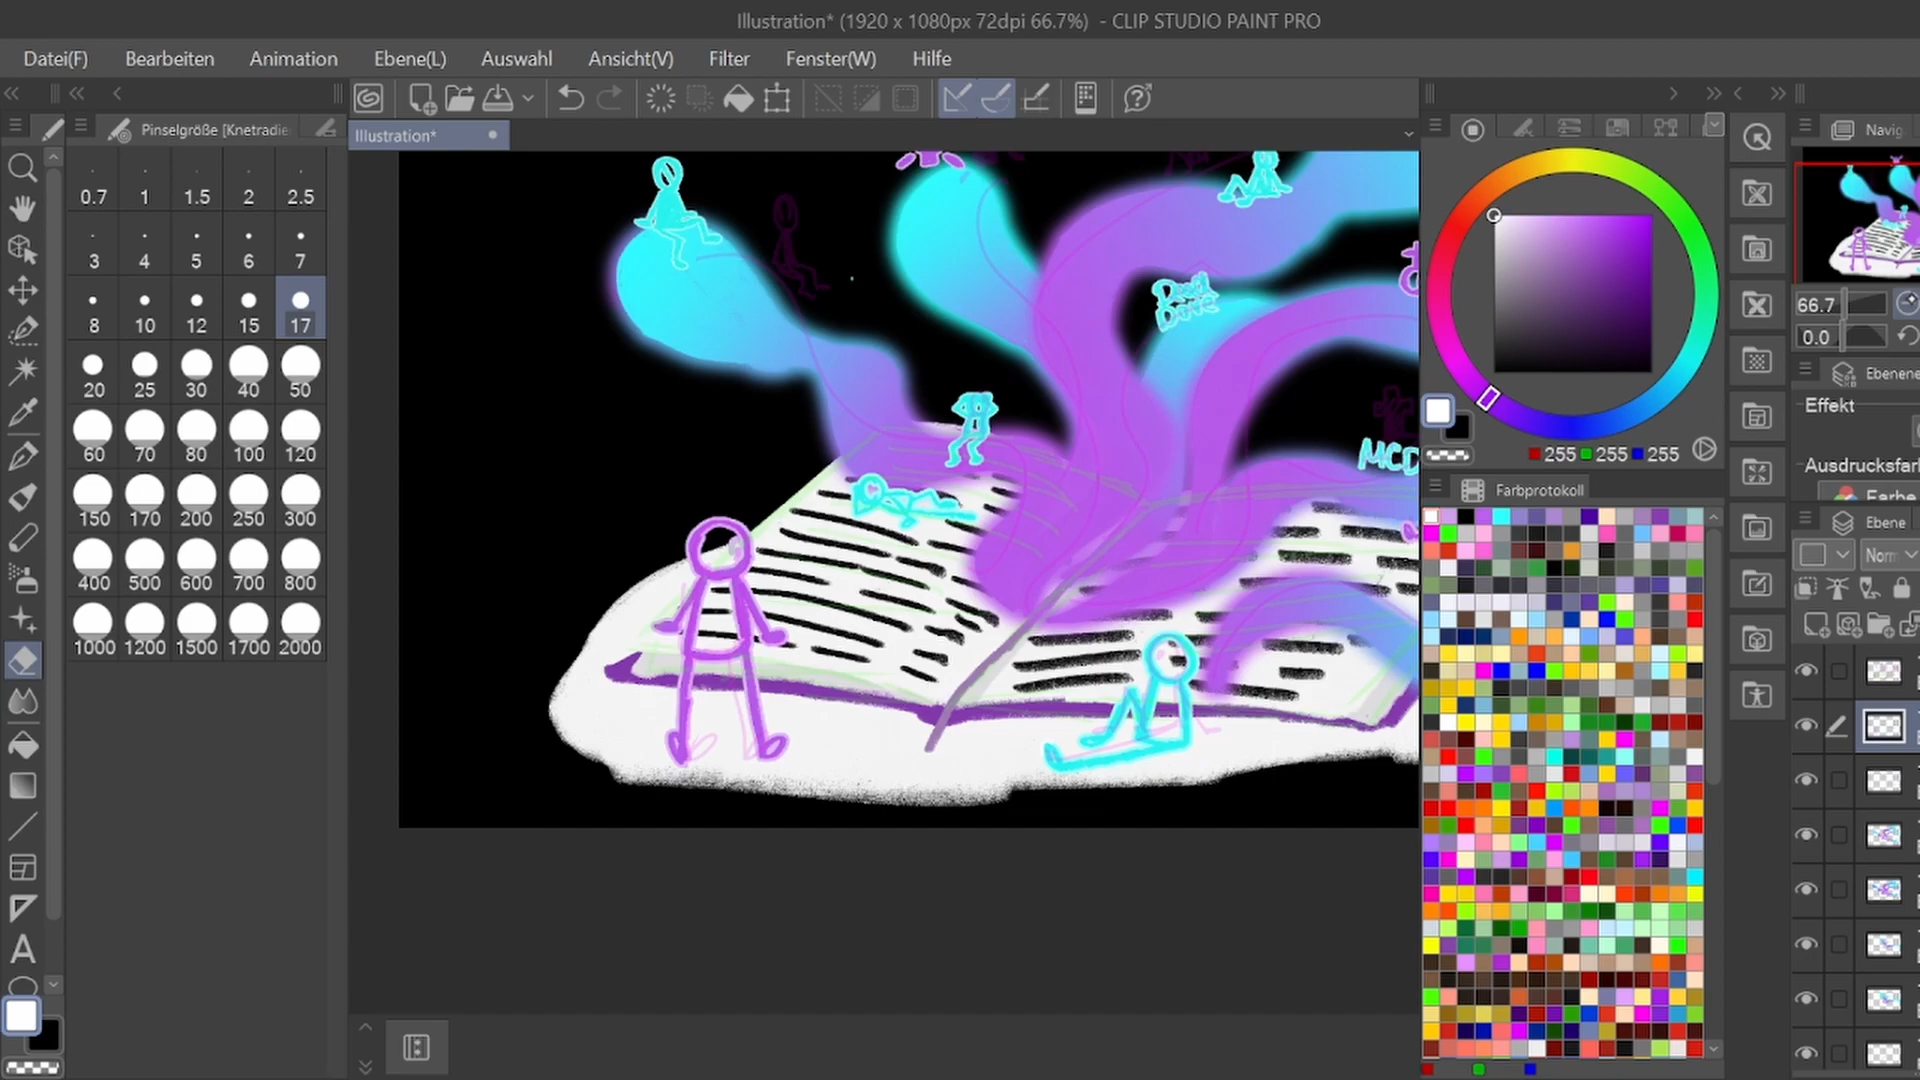 Illustration* (1920 x 1080px 72dpi 66.7%) - CLIP STUDIO PAINT PRO
Datei(F) Bearbeiten Animation Ebene(L) Auswahl Ansicht(V) Filter Fenster(W) Hilfe
Pinselgröße [Knetradie
Illustration*
Navig
0.7 1 1.5 2 2.5
3 4 5 6 7
8 10 12 15 17
20 25 30 40 50
60 70 80 100 120
150 170 200 250 300
400 500 600 700 800
1000 1200 1500 1700 2000
Dove
MCD
255 255 255
Farbprotokoll
66.7
0.0
Ebenene
Effekt
Ausdrucksfar
Farbe
Ebene
Norm